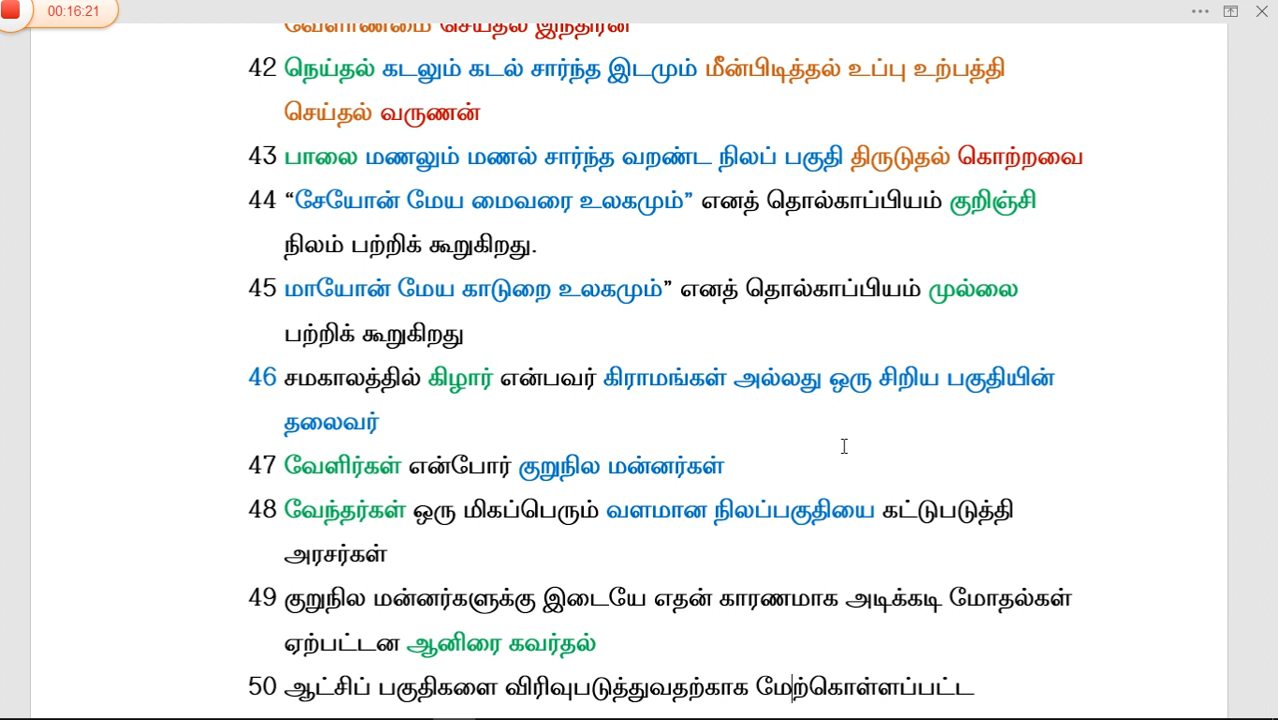 00:16:21
வேளாண்மை செய்தல் இந்திரன்
42 நெய்தல் கடலும் கடல் சார்ந்த இடமும் மீன்பிடித்தல் உப்பு உற்பத்தி
செய்தல் வருணன்
43 பாலை மணலும் மணல் சார்ந்த வறண்ட நிலப் பகுதி திருடுதல் கொற்றவை
44 “சேயோன் மேய மைவரை உலகமும்” எனத் தொல்காப்பியம் குறிஞ்சி
நிலம் பற்றிக் கூறுகிறது.
45 மாயோன் மேய காடுறை உலகமும்” எனத் தொல்காப்பியம் முல்லை
பற்றிக் கூறுகிறது
46 சமகாலத்தில் கிழார் என்பவர் கிராமங்கள் அல்லது ஒரு சிறிய பகுதியின்
தலைவர்
47 வேளிர்கள் என்போர் குறுநில மன்னர்கள்
48 வேந்தர்கள் ஒரு மிகப்பெரும் வளமான நிலப்பகுதியை கட்டுபடுத்தி
அரசர்கள்
49 குறுநில மன்னர்களுக்கு இடையே எதன் காரணமாக அடிக்கடி மோதல்கள்
ஏற்பட்டன ஆனிரை கவர்தல்
50 ஆட்சிப் பகுதிகளை விரிவுபடுத்துவதற்காக மேற்கொள்ளப்பட்ட